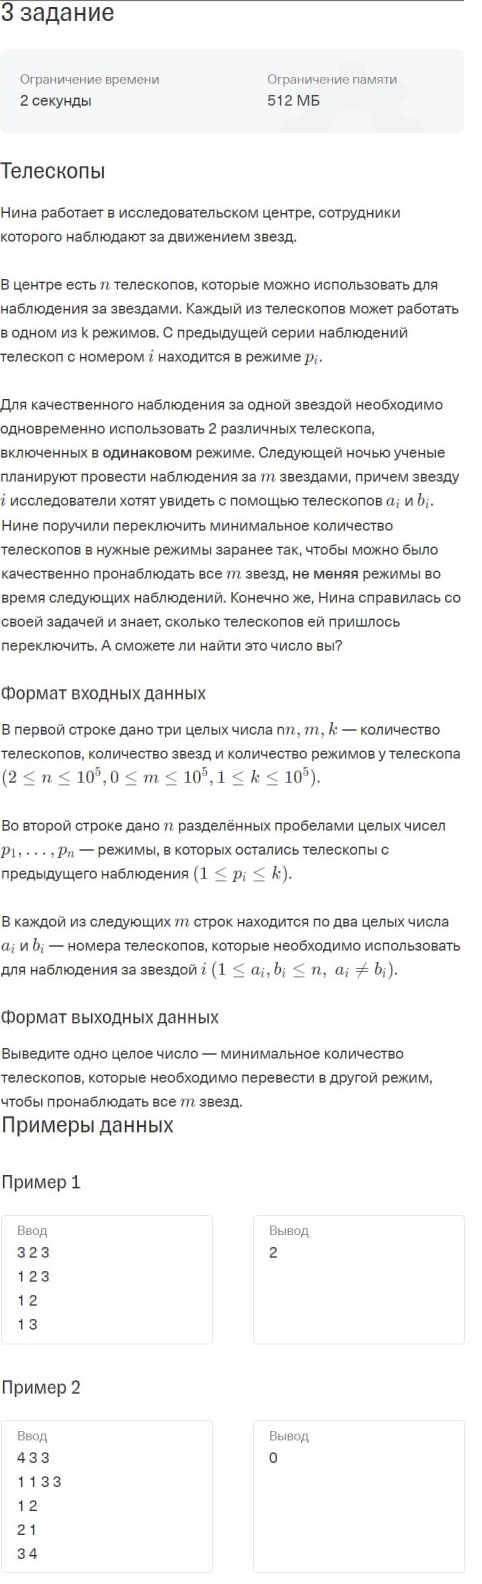 3 задание
Ограничение времени
Ограничение памяти
2 секунды
512 МБ
Телескопы
Нина работает в исследовательском центре, сотрудники
которого наблюдают за движением звезд.
В центре есть n телескопов, которые можно использовать для
наблюдения за звездами. Каждый из телескопов может работать
в одном из k режимов. С предыдущей серии наблюдений
телескоп с номером i находится в режиме p_i.
Для качественного наблюдения за одной звездой необходимо
одновременно использовать 2 различных телескопа,
включенных в одинаковом режиме. Следующей ночью ученые
планируют провести наблюдения за m звездами, причем звезду
i исследователи хотят увидеть с помощью телескопов a_i и b_i.
Нине поручили переключить минимальное количество
телескопов в нужные режимы заранее так, чтобы можно было
качественно пронаблюдать все m звезд, не меняя режимы во
время следующих наблюдений. Конечно же, Нина справилась со
своей задачей и знает, сколько телескопов ей пришлось
переключить. А сможете ли найти это число вы?
Формат входных данных
В первой строке дано три целых числа nn, m, k — количество
телескопов, количество звезд и количество режимов у телескопа
(2 ≤ n ≤ 10^5, 0 ≤ m ≤ 10^5, 1 ≤ k ≤ 10^5).
Во второй строке дано n разделённых пробелами целых чисел
p_1, . . . , p_n — режимы, в которых остались телескопы с
предыдущего наблюдения (1 ≤ p_i ≤ k).
В каждой из следующих m строк находится по два целых числа
a_i и b_i — номера телескопов, которые необходимо использовать
для наблюдения за звездой i (1 ≤ a_i, b_i ≤ n, a_i ≠ b_i).
Формат выходных данных
Выведите одно целое число — минимальное количество
телескопов, которые необходимо перевести в другой режим,
чтобы пронаблюдать все m звезд.
Примеры данных
Пример 1
Ввод
3 2 3
1 2 3
1 2
1 3
Вывод
2
Пример 2
Ввод
4 3 3
1 1 3 3
1 2
2 1
3 4
Вывод
0